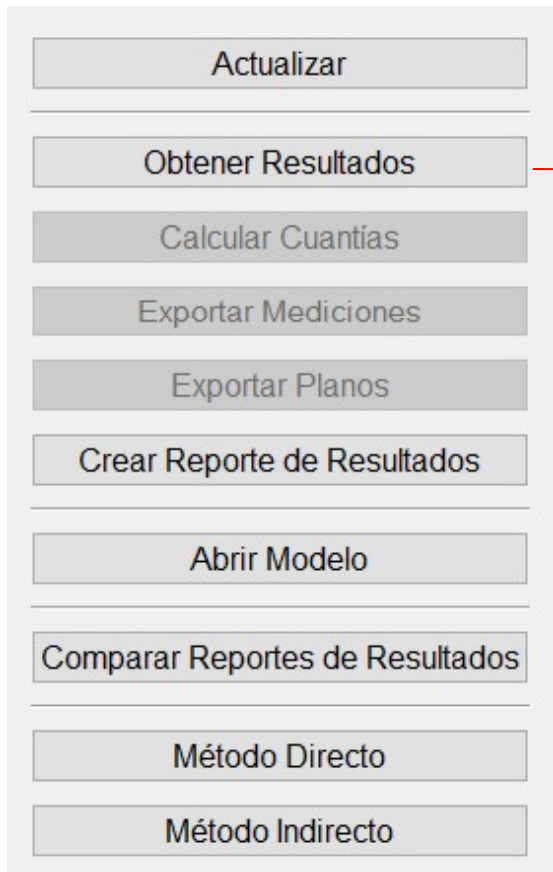 Actualizar
Obtener Resultados
Calcular Cuantías
Exportar Mediciones
Exportar Planos
Crear Reporte de Resultados
Abrir Modelo
Comparar Reportes de Resultados
Método Directo
Método Indirecto